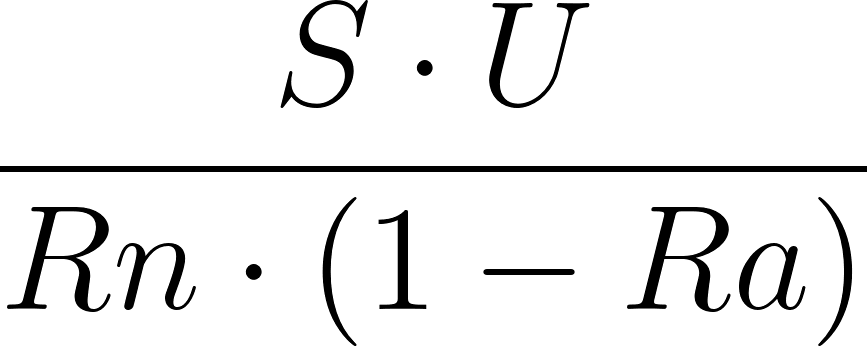 S · U
Rn · (1 − Ra)